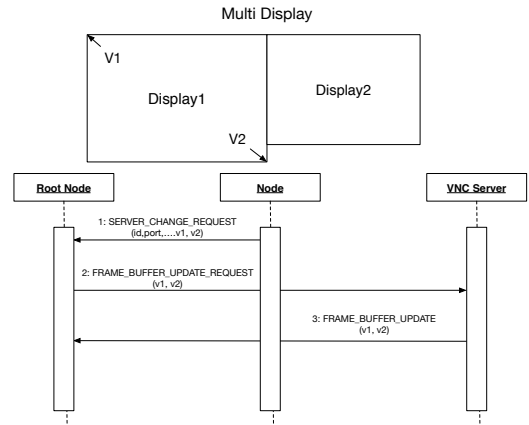 Multi Display
V1
Display1
Display2
V2
Root Node
Node
VNC Server
1: SERVER_CHANGE_REQUEST
(id,port,....v1, v2)
2: FRAME_BUFFER_UPDATE_REQUEST
(v1, v2)
3: FRAME_BUFFER_UPDATE
(v1, v2)